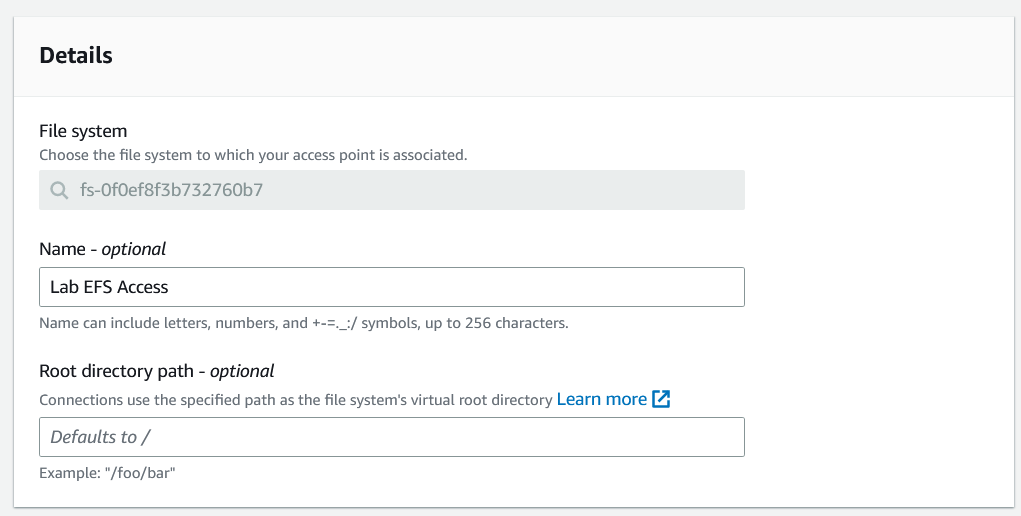 Details
File system
Choose the file system to which your access point is associated.
fs-0f0ef8f3b732760b7
Name - optional
Lab EFS Access
Name can include letters, numbers, and +-=._:/ symbols, up to 256 characters.
Root directory path - optional
Connections use the specified path as the file system's virtual root directory Learn more
Defaults to /
Example: "/foo/bar"